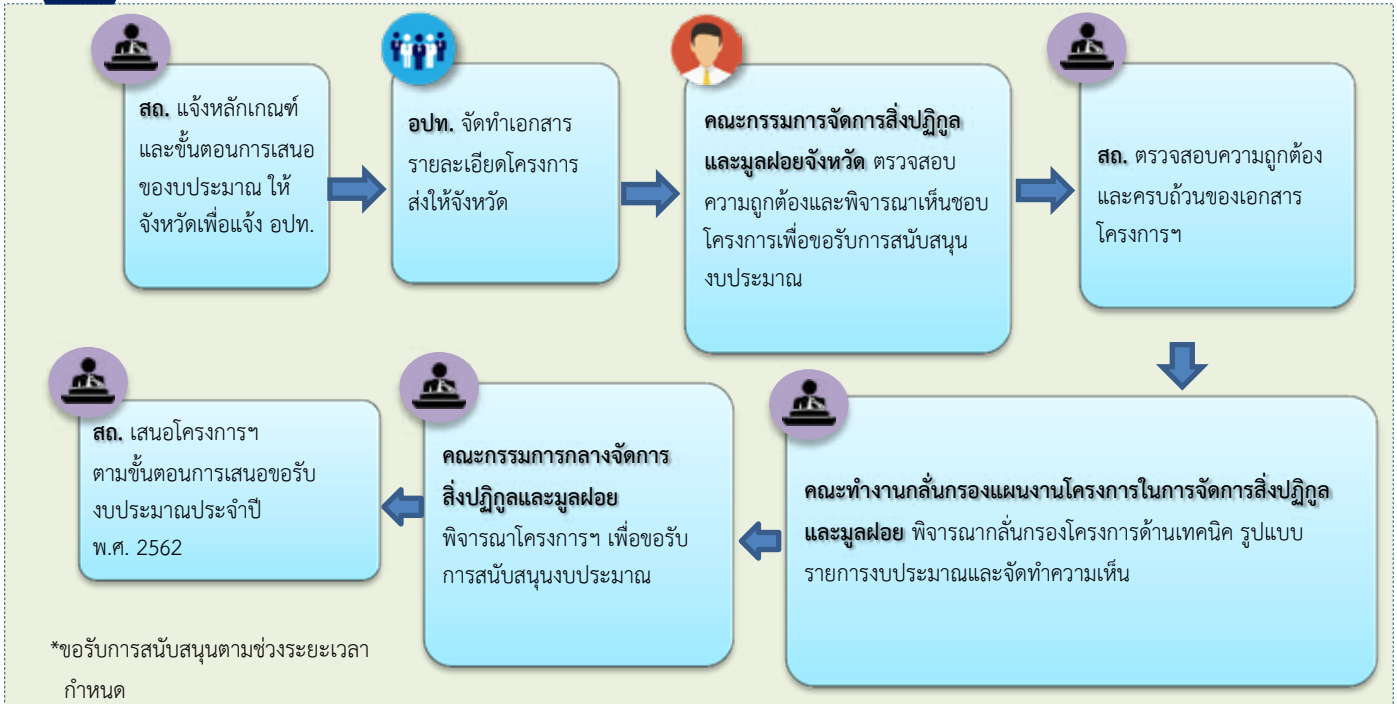 สถ. แจ้งหลักเกณฑ์
และขั้นตอนการเสนอ
ของบประมาณ ให้
จังหวัดเพื่อแจ้ง อปท.
อปท. จัดทำเอกสาร
รายละเอียดโครงการ
ส่งให้จังหวัด
คณะกรรมการจัดการสิ่งปฏิกูล
และมูลฝอยจังหวัด ตรวจสอบ
ความถูกต้องและพิจารณาเห็นชอบ
โครงการเพื่อขอรับการสนับสนุน
งบประมาณ
สถ. ตรวจสอบความถูกต้อง
และครบถ้วนของเอกสาร
โครงการฯ
คณะทำงานกลั่นกรองแผนงานโครงการในการจัดการสิ่งปฏิกูล
และมูลฝอย พิจารณากลั่นกรองโครงการด้านเทคนิค รูปแบบ
รายการงบประมาณและจัดทำความเห็น
คณะกรรมการกลางจัดการ
สิ่งปฏิกูลและมูลฝอย
พิจารณาโครงการฯ เพื่อขอรับ
การสนับสนุนงบประมาณ
สถ. เสนอโครงการฯ
ตามขั้นตอนการเสนอขอรับ
งบประมาณประจำปี
พ.ศ. 2562
*ขอรับการสนับสนุนตามช่วงระยะเวลา
กำหนด